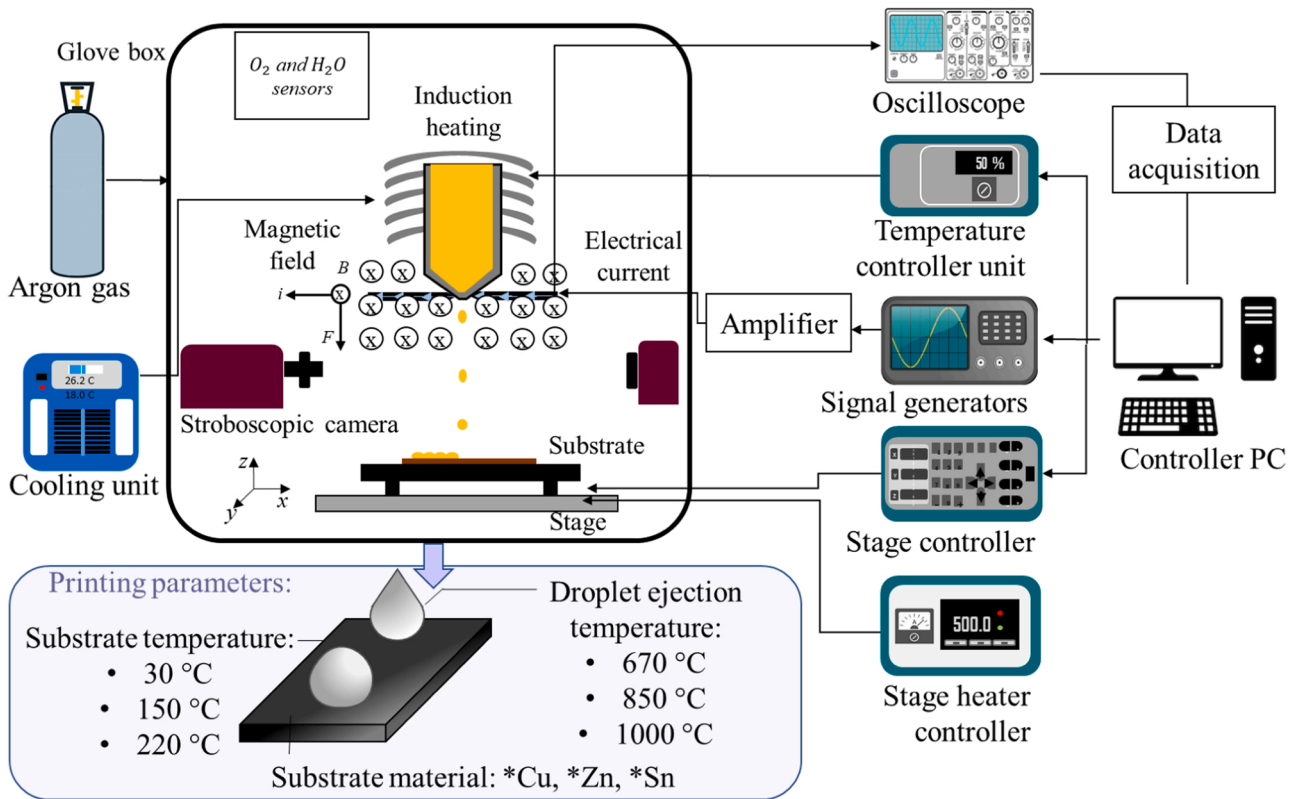 Glove box
O₂ and H₂O
sensors
Induction
heating
Oscilloscope
Data
acquisition
50 %
Temperature
controller unit
Argon gas
Magnetic
field
B
Electrical
current
X X X X
i X
X X X X X X
F
X X X X X X
Amplifier
Signal generators
Controller PC
26.2 C
18.0 C
Cooling unit
Stroboscopic camera
Substrate
z
x
y
Stage
Stage controller
500.0
Stage heater
controller
Printing parameters:
Substrate temperature:
• 30 °C
• 150 °C
• 220 °C
Droplet ejection
temperature:
• 670 °C
• 850 °C
• 1000 °C
Substrate material: *Cu, *Zn, *Sn